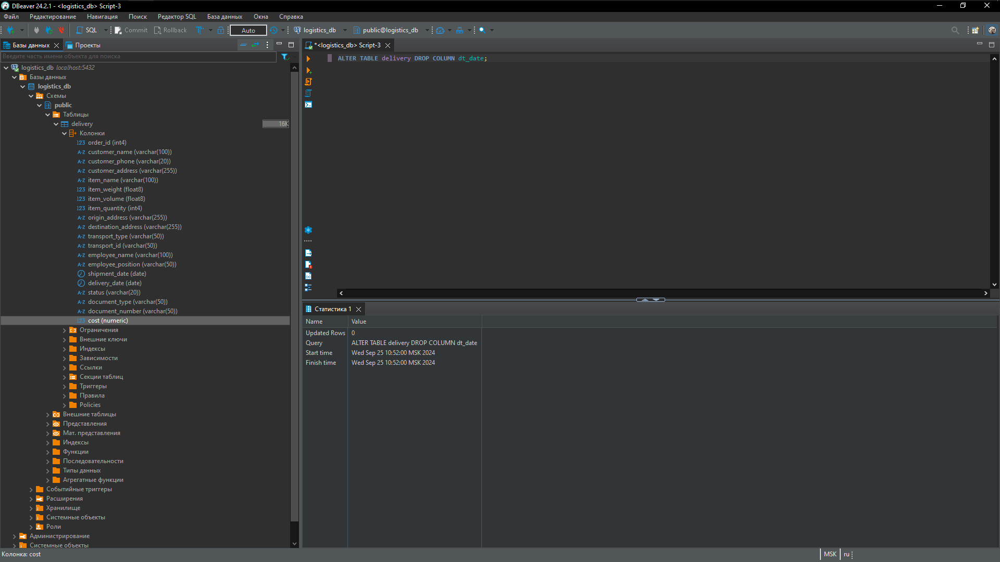 DBeaver 24.2.1 - <logistics_db> Script-3
Файл Редактирование Навигация Поиск Редактор SQL База данных Окна Справка
SQL Commit Rollback Auto logistics_db public@logistics_db
Базы данных Проекты
Введите часть имени объекта для поиска
logistics_db localhost:5432
Базы данных
logistics_db
Схемы
public
Таблицы
delivery 16K
Колонки
123 order_id (int4)
A-Z customer_name (varchar(100))
A-Z customer_phone (varchar(20))
A-Z customer_address (varchar(255))
A-Z item_name (varchar(100))
123 item_weight (float8)
123 item_volume (float8)
123 item_quantity (int4)
A-Z origin_address (varchar(255))
A-Z destination_address (varchar(255))
A-Z transport_type (varchar(50))
A-Z transport_id (varchar(50))
A-Z employee_name (varchar(100))
A-Z employee_position (varchar(50))
shipment_date (date)
delivery_date (date)
A-Z status (varchar(20))
A-Z document_type (varchar(50))
A-Z document_number (varchar(50))
123 cost (numeric)
Ограничения
Внешние ключи
Индексы
Зависимости
Ссылки
Секции таблиц
Триггеры
Правила
Policies
Внешние таблицы
Представления
Мат. представления
Индексы
Функции
Последовательности
Типы данных
Агрегатные функции
Событийные триггеры
Расширения
Хранилище
Системные объекты
Роли
Администрирование
Системные объекты
*<logistics_db> Script-3
ALTER TABLE delivery DROP COLUMN dt_date;
Статистика 1
Name Value
Updated Rows 0
Query ALTER TABLE delivery DROP COLUMN dt_date
Start time Wed Sep 25 10:52:00 MSK 2024
Finish time Wed Sep 25 10:52:00 MSK 2024
Колонка: cost
MSK ru